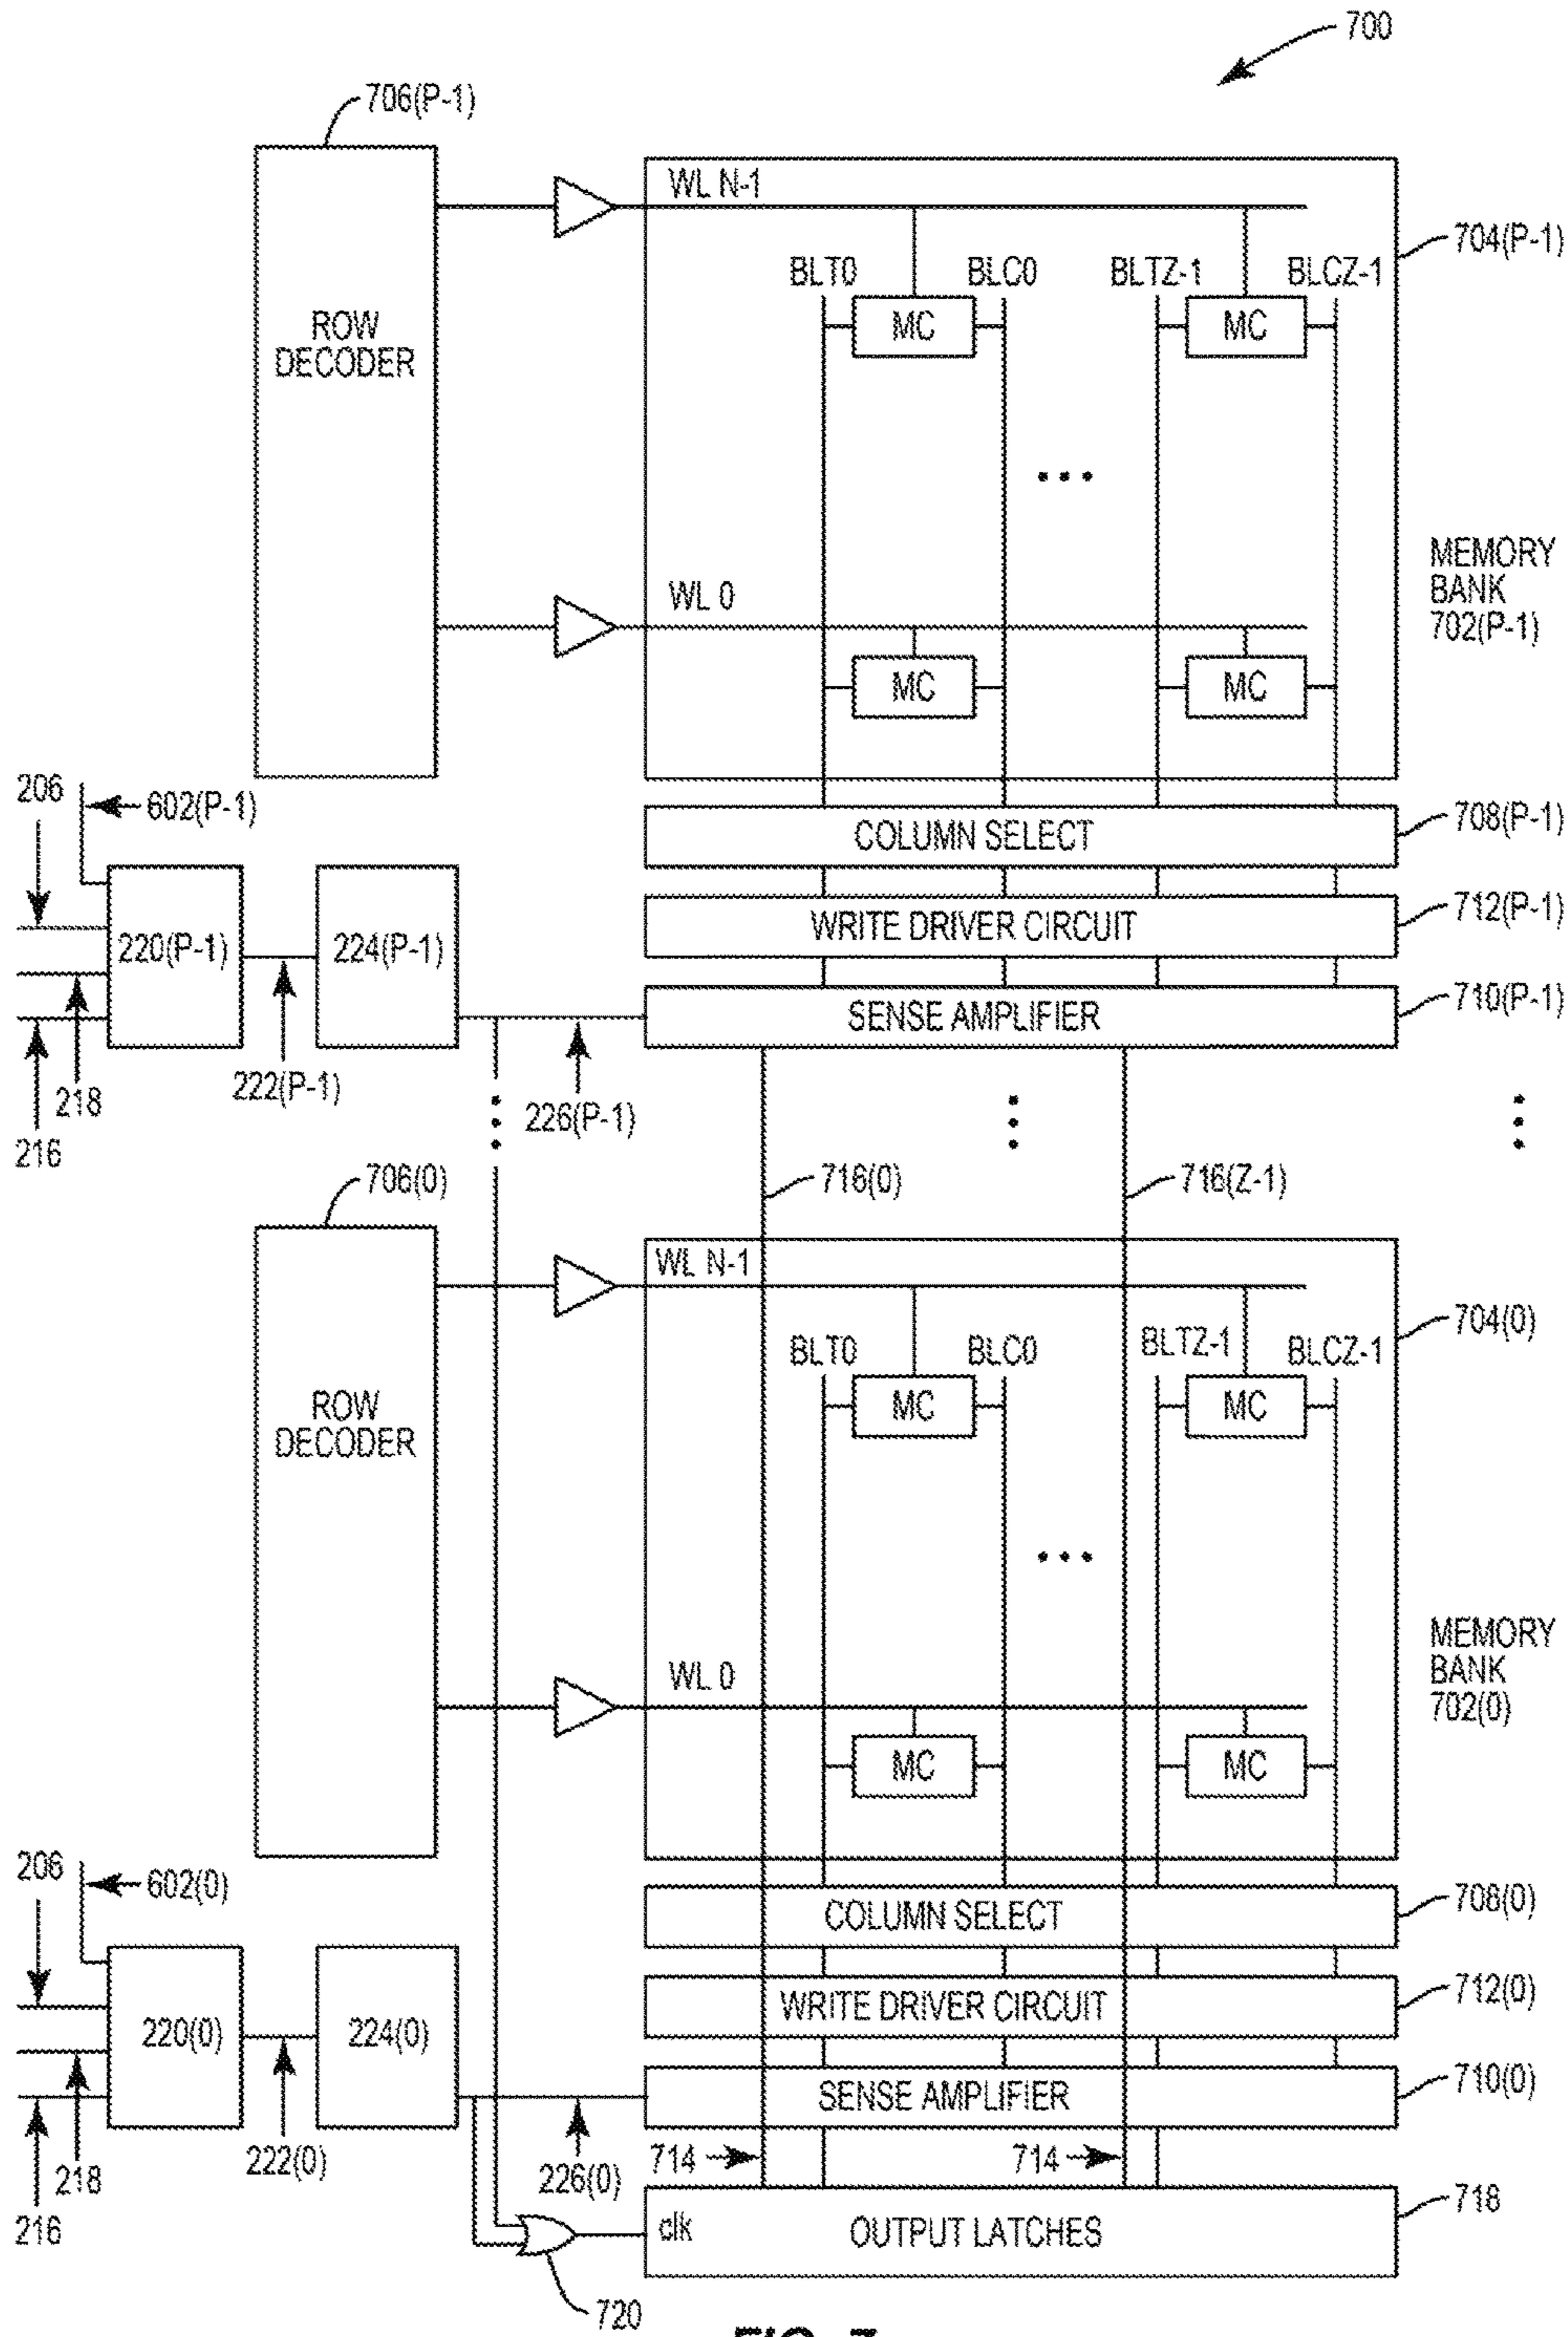 700
706(P-1)
WL N-1
704(P-1)
BLT0
BLC0
BLTZ-1
BLCZ-1
MC
MC
ROW
DECODER
MEMORY
BANK
702(P-1)
WL 0
MC
MC
206
602(P-1)
COLUMN SELECT
708(P-1)
220(P-1)
224(P-1)
WRITE DRIVER CIRCUIT
712(P-1)
SENSE AMPLIFIER
710(P-1)
218
222(P-1)
226(P-1)
216
706(0)
716(0)
716(Z-1)
WL N-1
704(0)
BLT0
BLC0
BLTZ-1
BLCZ-1
MC
MC
ROW
DECODER
MEMORY
BANK
702(0)
WL 0
MC
MC
206
602(0)
COLUMN SELECT
708(0)
220(0)
224(0)
WRITE DRIVER CIRCUIT
712(0)
SENSE AMPLIFIER
710(0)
218
222(0)
226(0)
714
714
216
clk
OUTPUT LATCHES
718
720